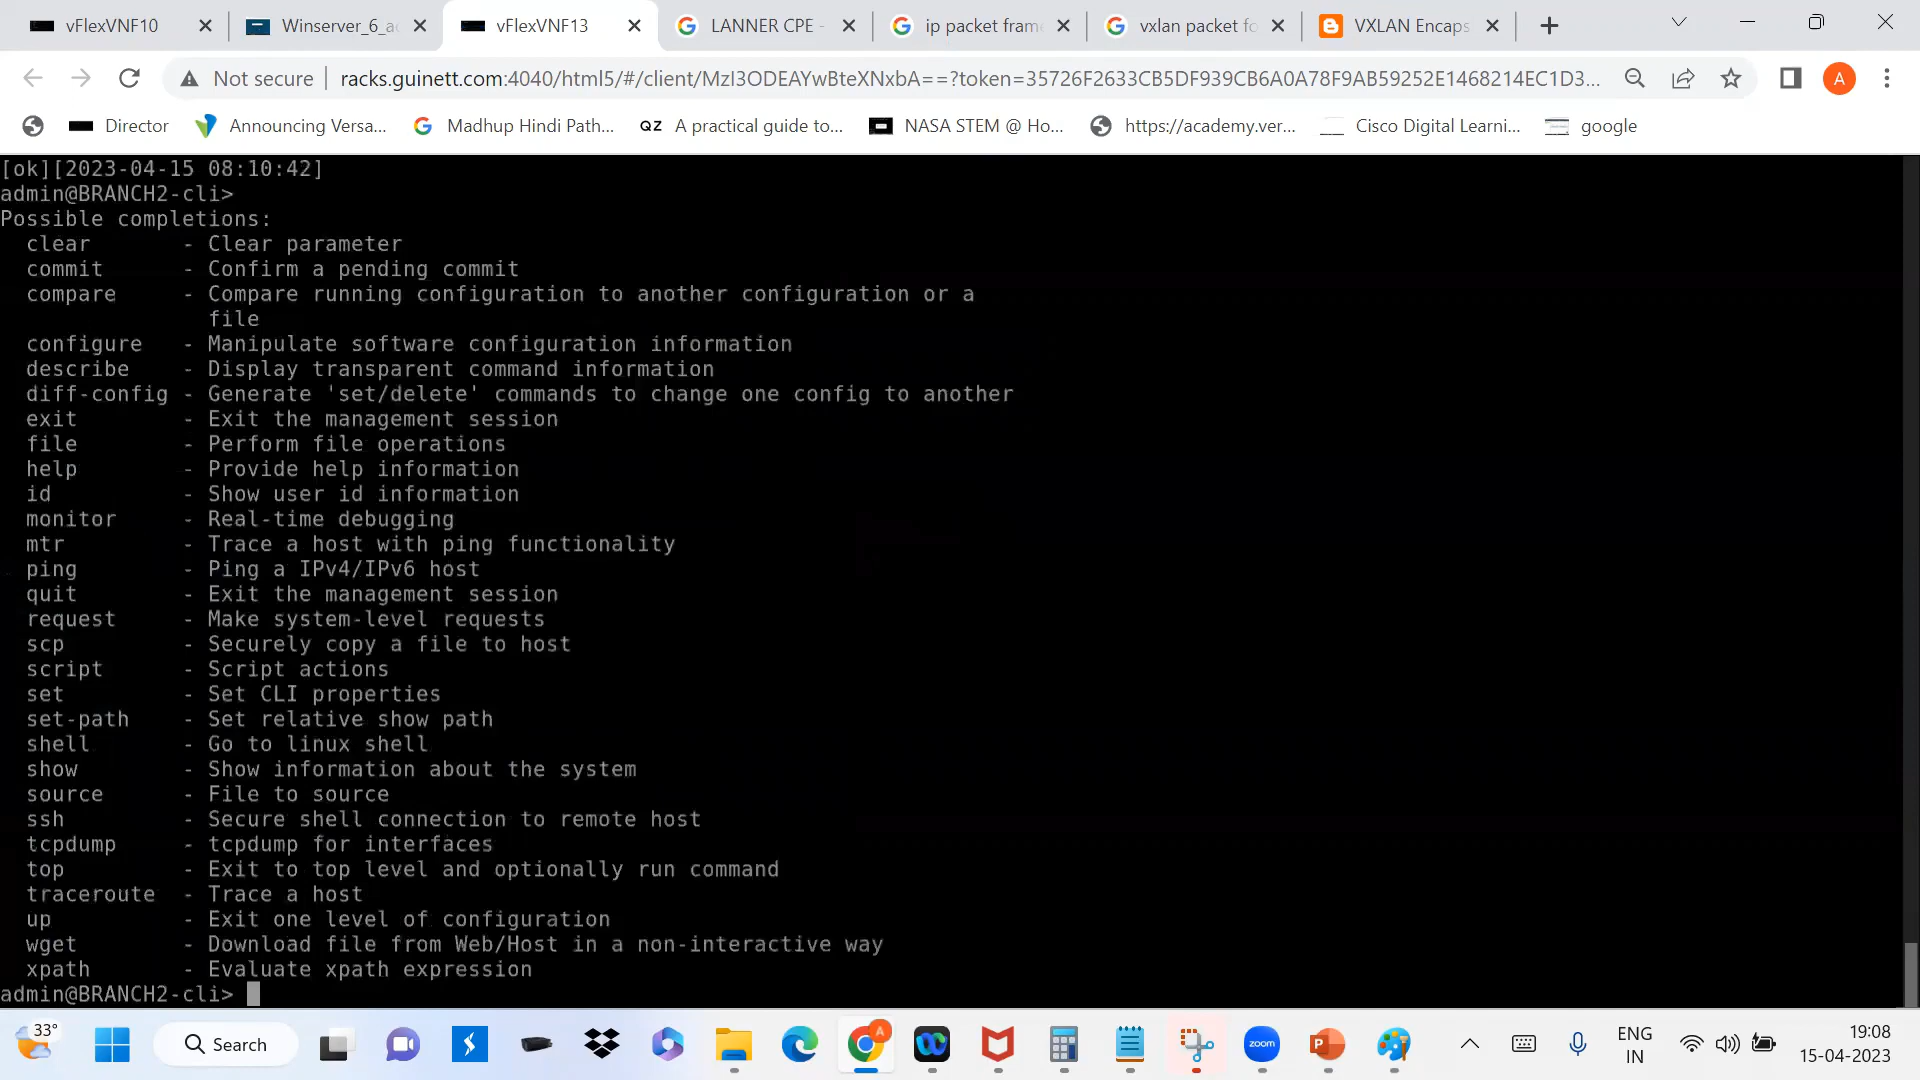 vFlexVNF10
Winserver_6_ac
vFlexVNF13
LANNER CPE -
ip packet frame
vxlan packet fo
VXLAN Encaps
Not secure
racks.guinett.com:4040/html5/#/client/MzI3ODEAYwBteXNxbA==?token=35726F2633CB5DF939CB6A0A78F9AB59252E1468214EC1D3...
A
Director
Announcing Versa...
Madhup Hindi Path...
QZ A practical guide to...
NASA STEM @ Ho...
https://academy.ver...
Cisco Digital Learni...
google
[ok][2023-04-15 08:10:42]
admin@BRANCH2-cli>
Possible completions:
clear - Clear parameter
commit - Confirm a pending commit
compare - Compare running configuration to another configuration or a
file
configure - Manipulate software configuration information
describe - Display transparent command information
diff-config - Generate 'set/delete' commands to change one config to another
exit - Exit the management session
file - Perform file operations
help - Provide help information
id - Show user id information
monitor - Real-time debugging
mtr - Trace a host with ping functionality
ping - Ping a IPv4/IPv6 host
quit - Exit the management session
request - Make system-level requests
scp - Securely copy a file to host
script - Script actions
set - Set CLI properties
set-path - Set relative show path
shell - Go to linux shell
show - Show information about the system
source - File to source
ssh - Secure shell connection to remote host
tcpdump - tcpdump for interfaces
top - Exit to top level and optionally run command
traceroute - Trace a host
up - Exit one level of configuration
wget - Download file from Web/Host in a non-interactive way
xpath - Evaluate xpath expression
admin@BRANCH2-cli>
33°
Search
A
zoom
P
ENG
IN
19:08
15-04-2023